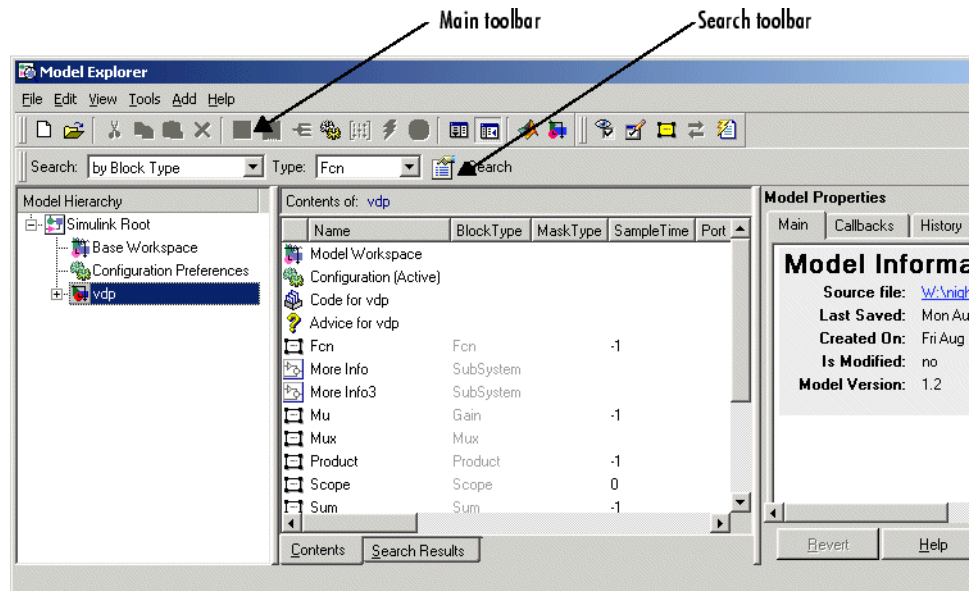 Main toolbar
Search toolbar
Model Explorer
File Edit View Tools Add Help
Search: by Block Type Type: Fcn Search
Model Hierarchy
Simulink Root
Base Workspace
Configuration Preferences
vdp
Contents of: vdp
Name BlockType MaskType SampleTime Port
Model Workspace
Configuration (Active)
Code for vdp
Advice for vdp
Fcn Fcn -1
More Info SubSystem
More Info3 SubSystem
Mu Gain -1
Mux Mux
Product Product -1
Scope Scope 0
Sum Sum -1
Contents Search Results
Model Properties
Main Callbacks History
Model Informa
Source file: W:\nigh
Last Saved: Mon Au
Created On: Fri Aug
Is Modified: no
Model Version: 1.2
Revert Help